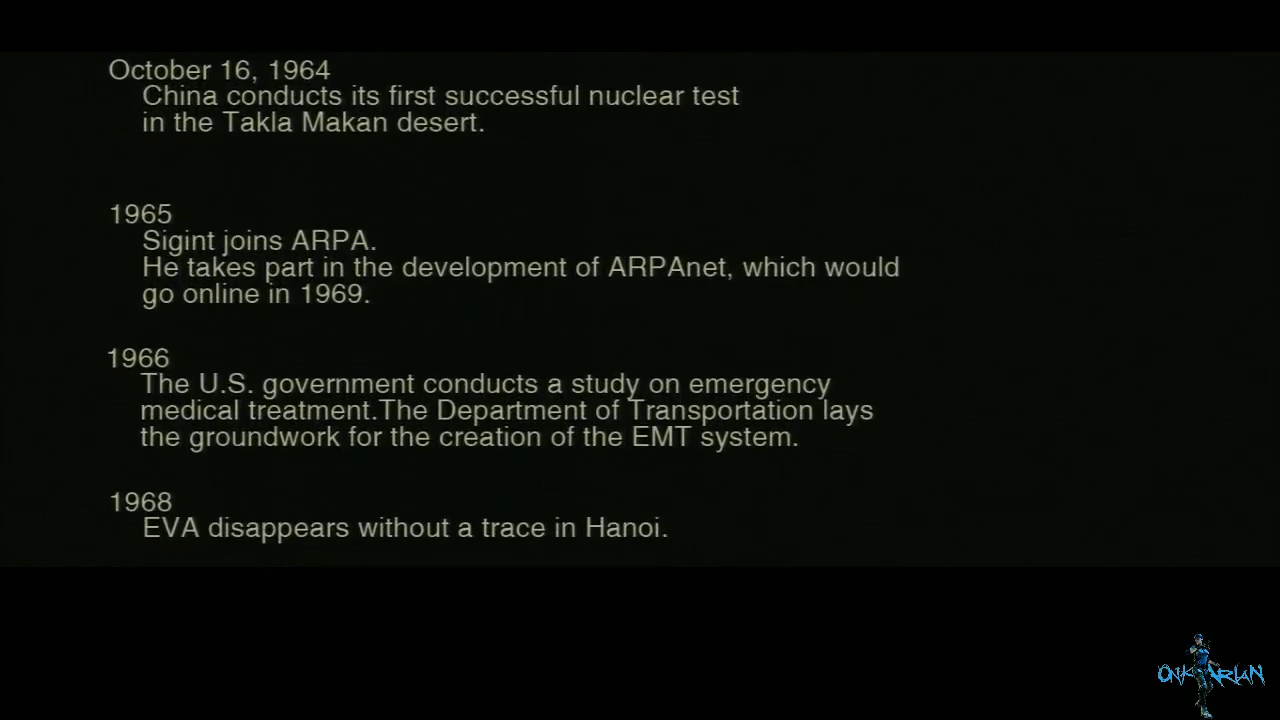 October 16, 1964
China conducts its first successful nuclear test
in the Takla Makan desert.
1965
Sigint joins ARPA.
He takes part in the development of ARPAnet, which would
go online in 1969.
1966
The U.S. government conducts a study on emergency
medical treatment.The Department of Transportation lays
the groundwork for the creation of the EMT system.
1968
EVA disappears without a trace in Hanoi.